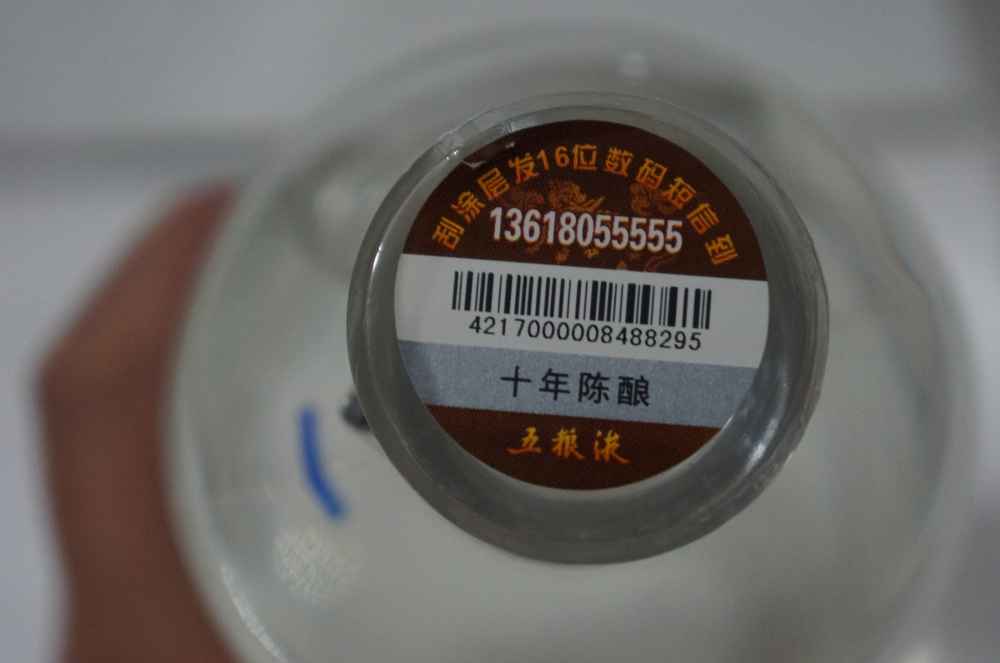 刮涂层发16位数码短信到
13618055555
4217000008488295
十年陈酿
五粮液